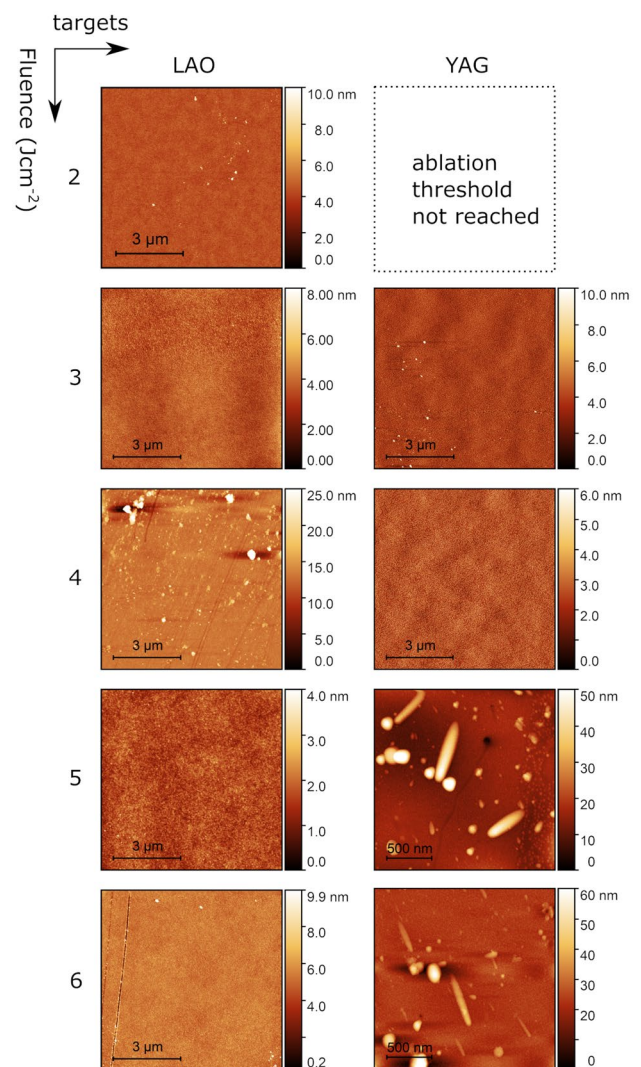 targets
Fluence (Jcm-2)
LAO
YAG
2
10.0 nm
8.0
6.0
4.0
2.0
0.0
3 µm
ablation
threshold
not reached
3
8.00 nm
6.00
4.00
2.00
0.00
3 µm
10.0 nm
8.0
6.0
4.0
2.0
0.0
3 µm
4
25.0 nm
20.0
15.0
10.0
5.0
0.0
3 µm
6.0 nm
5.0
4.0
3.0
2.0
1.0
0.0
3 µm
5
4.0 nm
3.0
2.0
1.0
0.0
3 µm
50 nm
40
30
20
10
0
500 nm
6
9.9 nm
8.0
6.0
4.0
0.2
3 µm
60 nm
50
40
30
20
10
0
500 nm